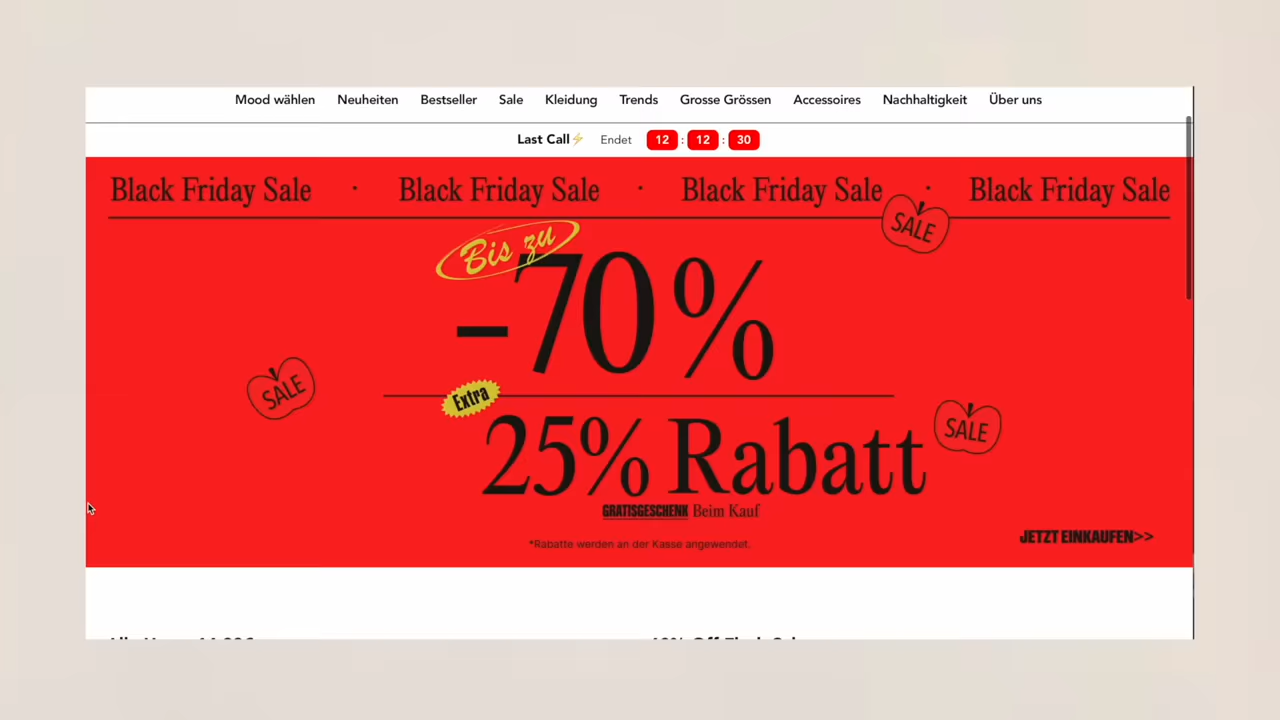 Mood wählen Neuheiten Bestseller Sale Kleidung Trends Grosse Grössen Accessoires Nachhaltigkeit Über uns
Last Call⚡ Endet 12 : 12 : 30
Black Friday Sale · Black Friday Sale · Black Friday Sale · Black Friday Sale
SALE
Bis zu
-70%
SALE
Extra
25% Rabatt
SALE
GRATISGESCHENK Beim Kauf
JETZT EINKAUFEN>>
*Rabatte werden an der Kasse angewendet.